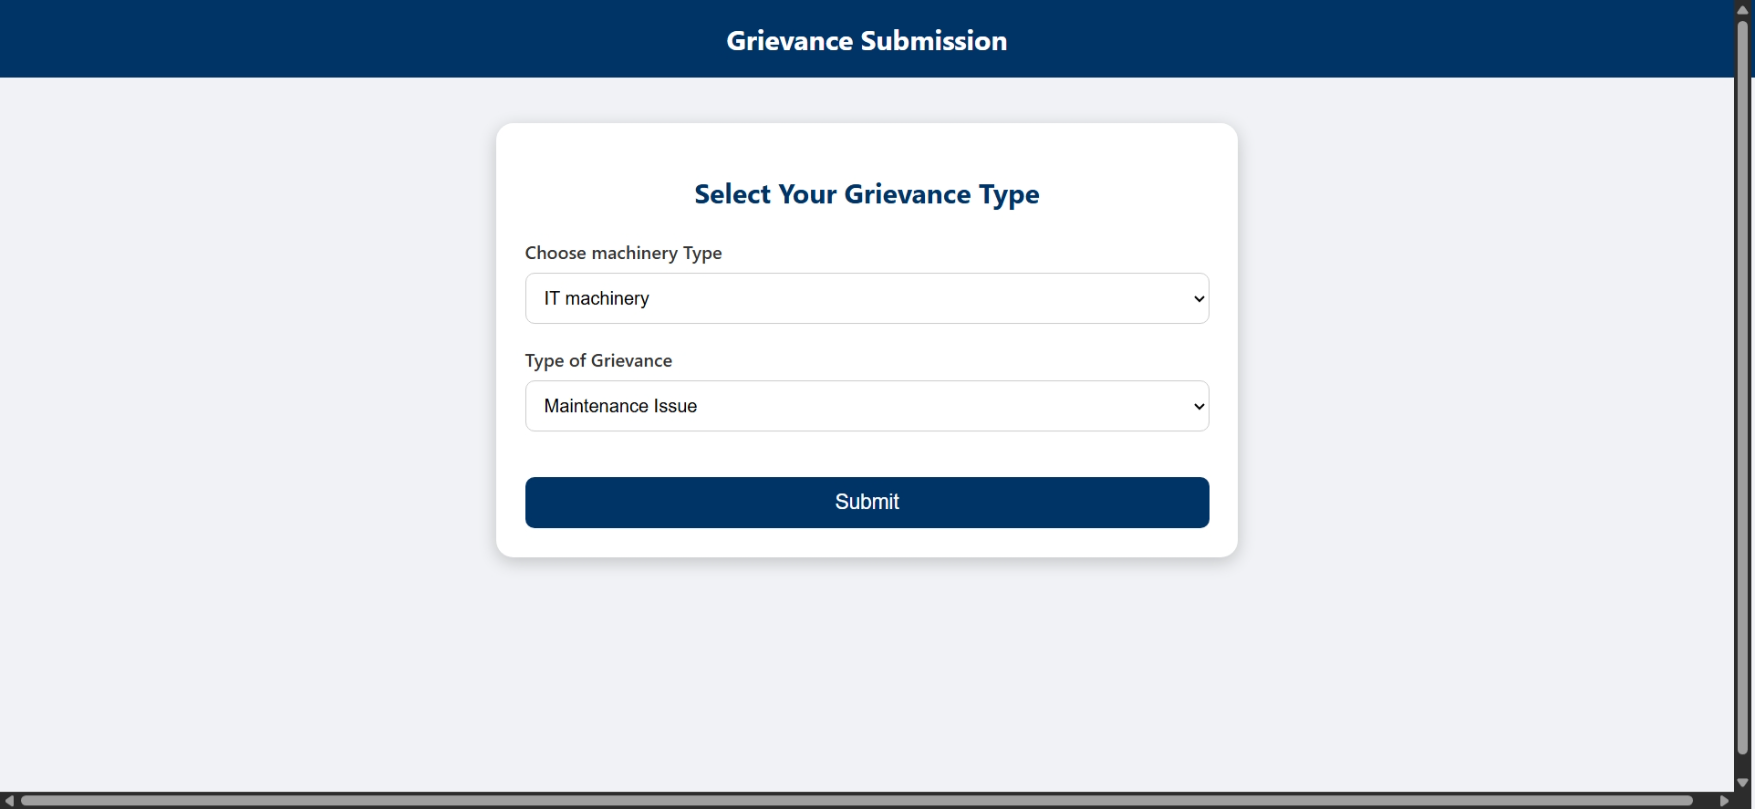 Grievance Submission
Select Your Grievance Type
Choose machinery Type
IT machinery
Type of Grievance
Maintenance Issue
Submit